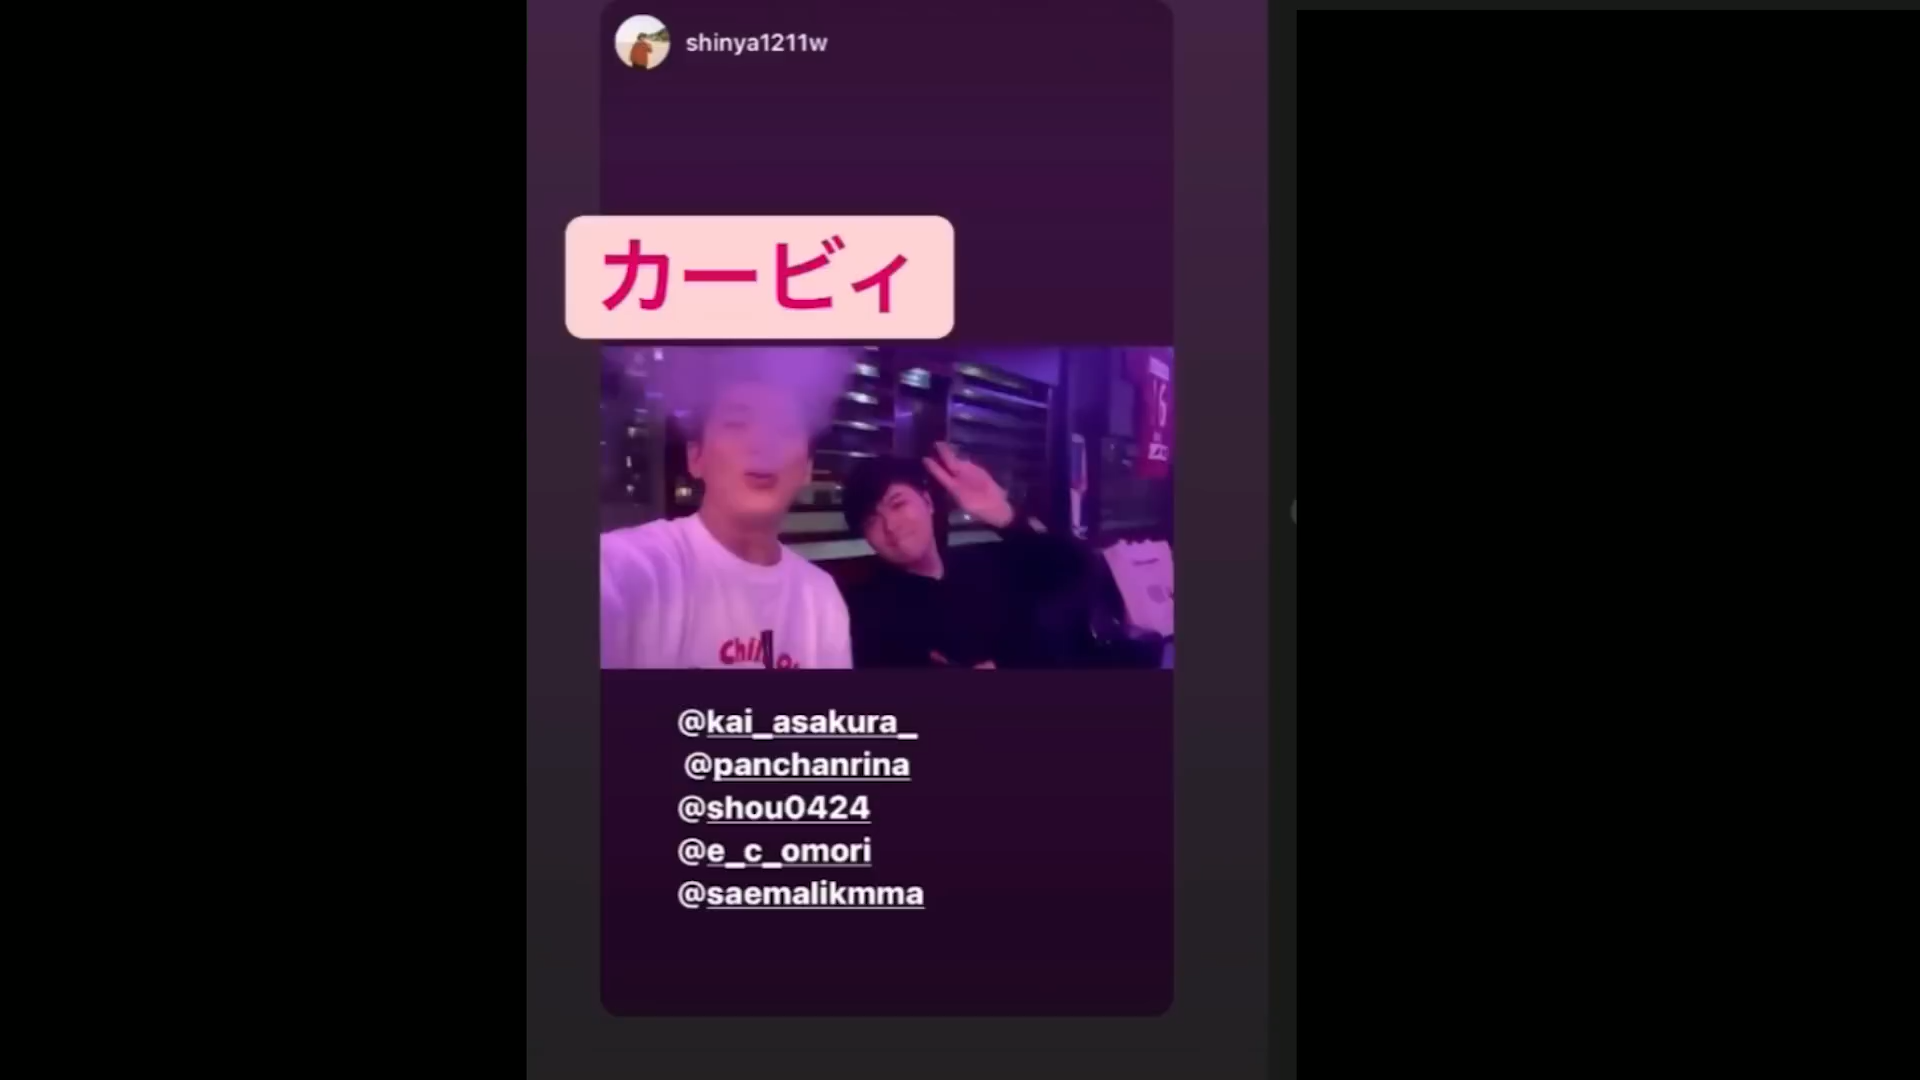 shinya1211w
カービィ
@kai_asakura_
@panchanrina
@shou0424
@e_c_omori
@saemalikmma